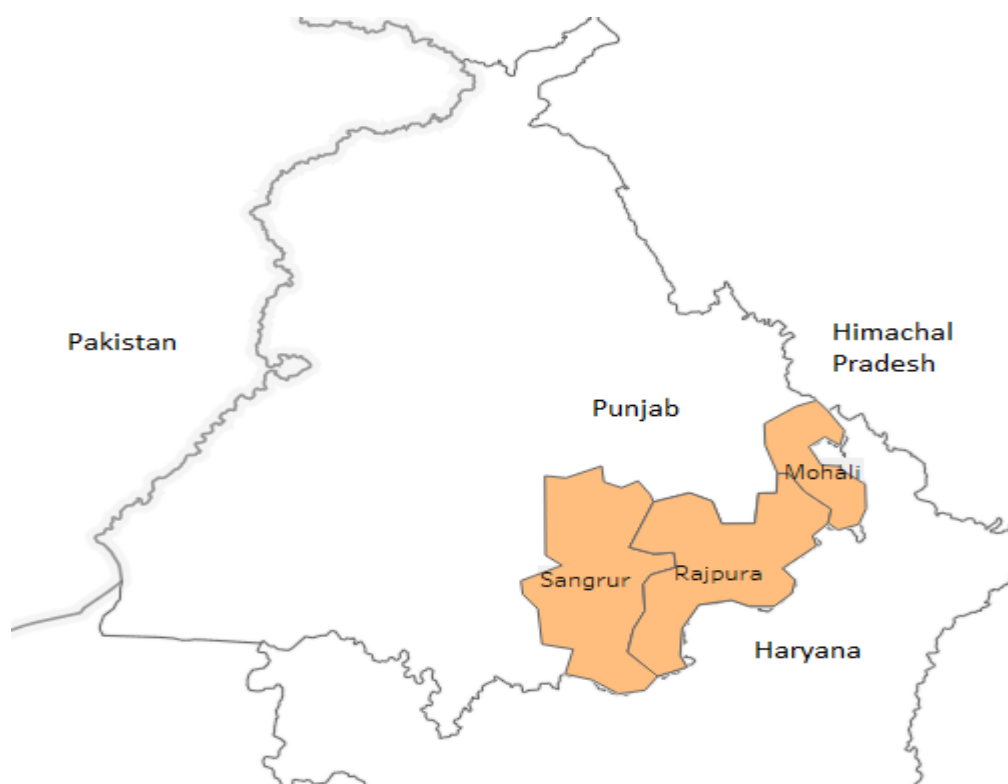 Pakistan
Himachal
Pradesh
Punjab
Mohali
Sangrur
Rajpura
Haryana